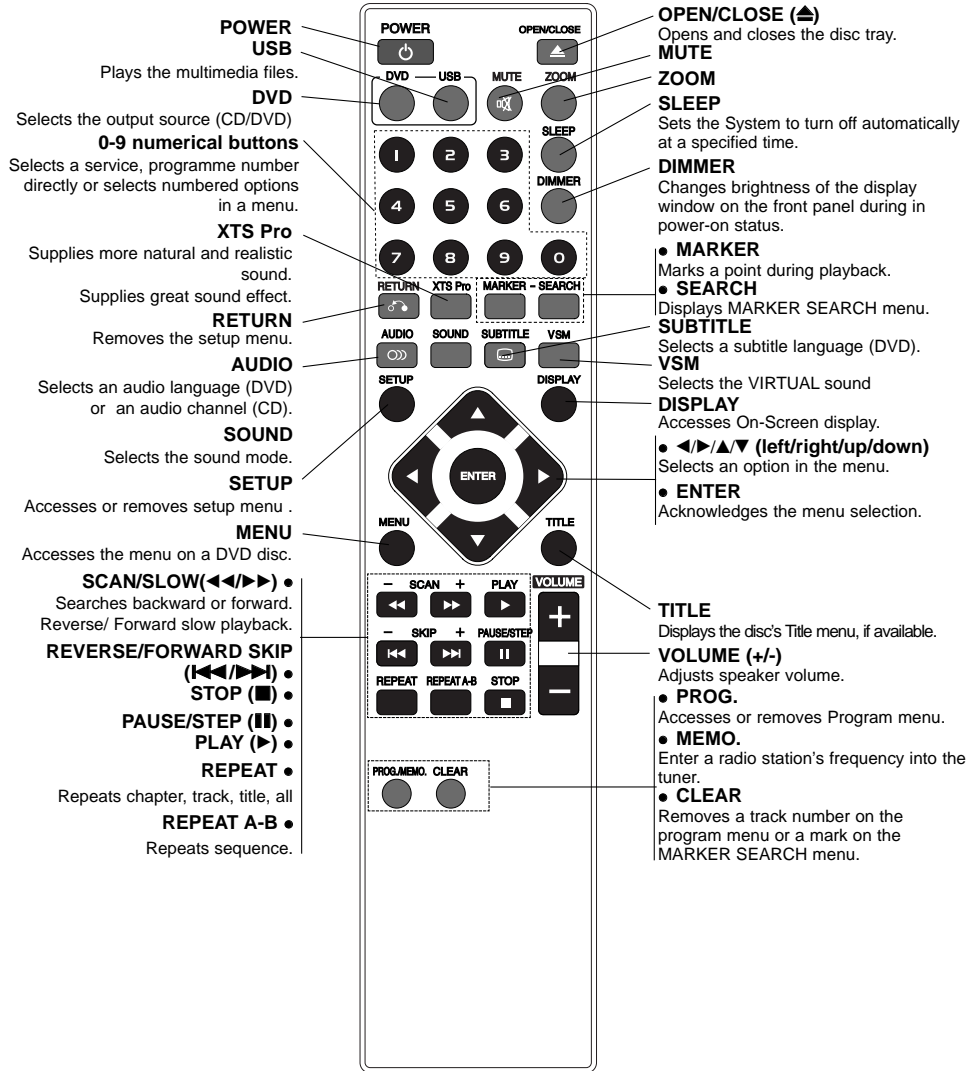 POWER
USB
Plays the multimedia files.
DVD
Selects the output source (CD/DVD)
0-9 numerical buttons
Selects a service, programme number
directly or selects numbered options
in a menu.
XTS Pro
Supplies more natural and realistic
sound.
Supplies great sound effect.
RETURN
Removes the setup menu.
AUDIO
Selects an audio language (DVD)
or an audio channel (CD).
SOUND
Selects the sound mode.
SETUP
Accesses or removes setup menu .
MENU
Accesses the menu on a DVD disc.
SCAN/SLOW(◄◄/►►) ●
Searches backward or forward.
Reverse/ Forward slow playback.
REVERSE/FORWARD SKIP
(I◄◄/►►I) ●
STOP (■) ●
PAUSE/STEP (II) ●
PLAY (►) ●
REPEAT ●
Repeats chapter, track, title, all
REPEAT A-B ●
Repeats sequence.
POWER OPEN/CLOSE
DVD USB MUTE ZOOM
SLEEP
1 2 3
DIMMER
4 5 6
7 8 9 0
RETURN XTS Pro MARKER - SEARCH
AUDIO SOUND SUBTITLE VSM
SETUP DISPLAY
ENTER
MENU TITLE
- SCAN + PLAY VOLUME
+
- SKIP + PAUSE/STEP
REPEAT REPEAT A-B STOP
-
PROG./MEMO. CLEAR
OPEN/CLOSE (⏏)
Opens and closes the disc tray.
MUTE
ZOOM
SLEEP
Sets the System to turn off automatically
at a specified time.
DIMMER
Changes brightness of the display
window on the front panel during in
power-on status.
● MARKER
Marks a point during playback.
● SEARCH
Displays MARKER SEARCH menu.
SUBTITLE
Selects a subtitle language (DVD).
VSM
Selects the VIRTUAL sound
DISPLAY
Accesses On-Screen display.
● ◄/►/▲/▼ (left/right/up/down)
Selects an option in the menu.
● ENTER
Acknowledges the menu selection.
TITLE
Displays the disc's Title menu, if available.
VOLUME (+/-)
Adjusts speaker volume.
● PROG.
Accesses or removes Program menu.
● MEMO.
Enter a radio station's frequency into the
tuner.
● CLEAR
Removes a track number on the
program menu or a mark on the
MARKER SEARCH menu.